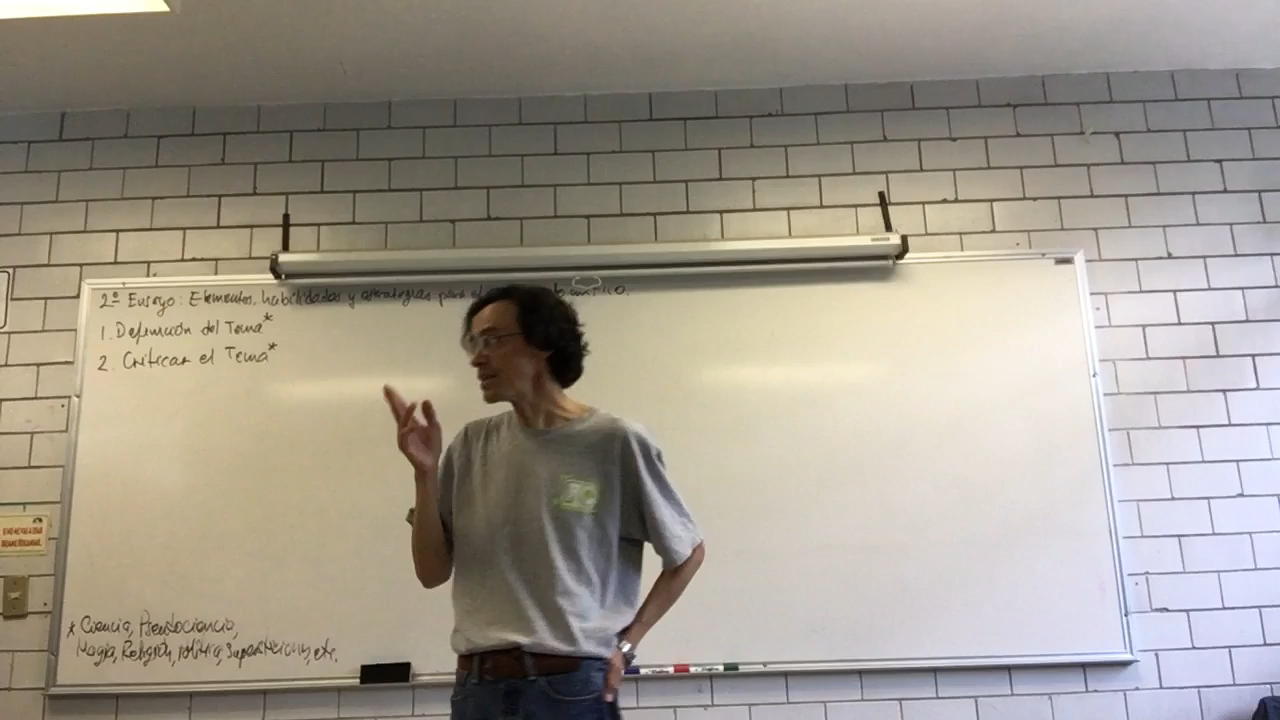 2º Ensayo: Elementos, habilidades y estrategias para el
1. Definición del Tema*
2. Criticar el Tema*
* Ciencia, Pseudociencia,
Magia, Religión, política, Supersticiones, etc.